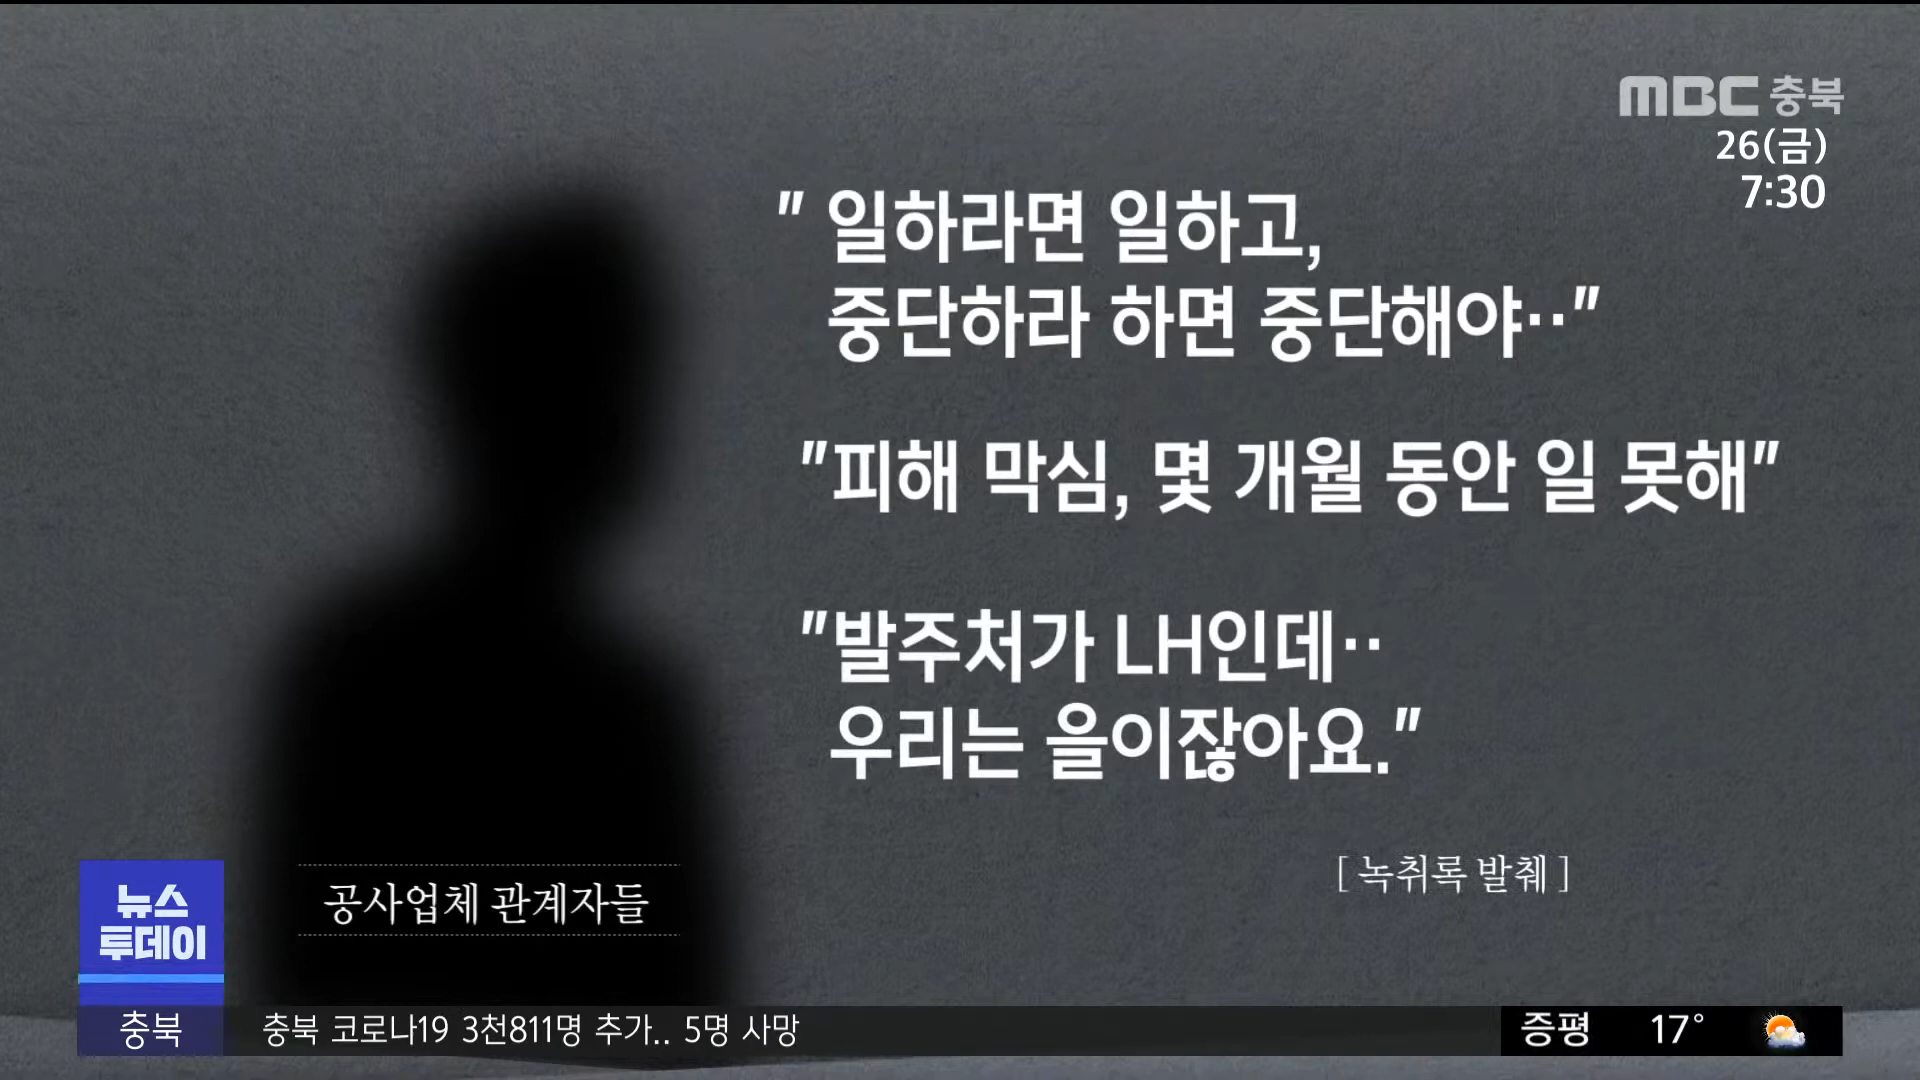 MBC 충북
26(금)
7:30
" 일하라면 일하고,
중단하라 하면 중단해야··"
"피해 막심, 몇 개월 동안 일 못해"
"발주처가 LH인데··
우리는 을이잖아요."
[ 녹취록 발췌 ]
공사업체 관계자들
뉴스
투데이
충북
충북 코로나19 3천811명 추가.. 5명 사망
증평 17°